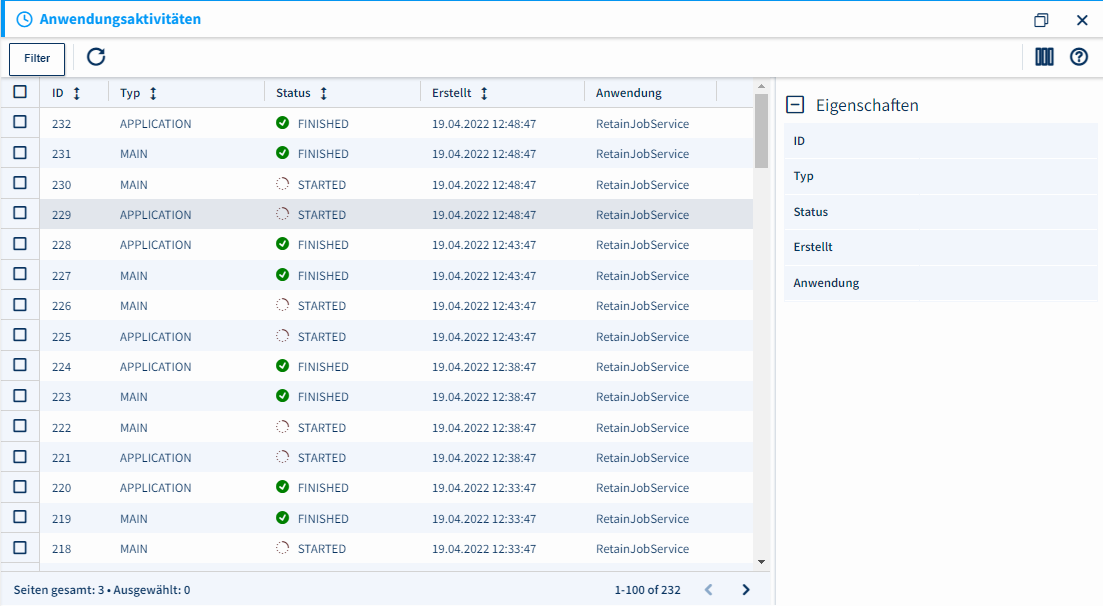 Anwendungsaktivitäten
Filter
ID Typ Status Erstellt Anwendung
232 APPLICATION FINISHED 19.04.2022 12:48:47 RetainJobService
231 MAIN FINISHED 19.04.2022 12:48:47 RetainJobService
230 MAIN STARTED 19.04.2022 12:48:47 RetainJobService
229 APPLICATION STARTED 19.04.2022 12:48:47 RetainJobService
228 APPLICATION FINISHED 19.04.2022 12:43:47 RetainJobService
227 MAIN FINISHED 19.04.2022 12:43:47 RetainJobService
226 MAIN STARTED 19.04.2022 12:43:47 RetainJobService
225 APPLICATION STARTED 19.04.2022 12:43:47 RetainJobService
224 APPLICATION FINISHED 19.04.2022 12:38:47 RetainJobService
223 MAIN FINISHED 19.04.2022 12:38:47 RetainJobService
222 MAIN STARTED 19.04.2022 12:38:47 RetainJobService
221 APPLICATION STARTED 19.04.2022 12:38:47 RetainJobService
220 APPLICATION FINISHED 19.04.2022 12:33:47 RetainJobService
219 MAIN FINISHED 19.04.2022 12:33:47 RetainJobService
218 MAIN STARTED 19.04.2022 12:33:47 RetainJobService
Seiten gesamt: 3 • Ausgewählt: 0 1-100 of 232
Eigenschaften
ID
Typ
Status
Erstellt
Anwendung